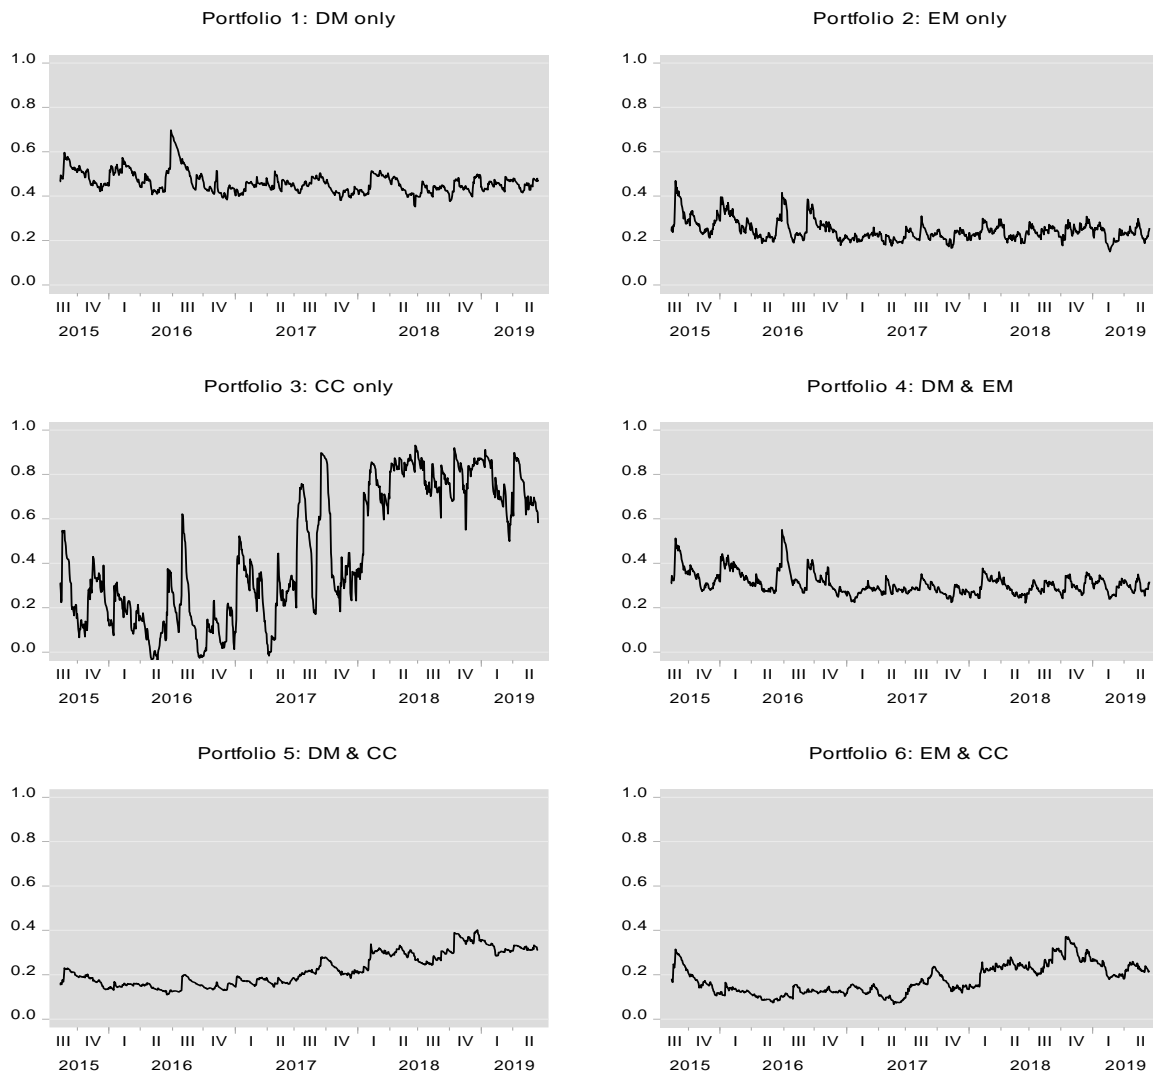 Portfolio 1: DM only
1.0
0.8
0.6
0.4
0.2
0.0
III IV I II III IV I II III IV I II III IV I II
2015 2016 2017 2018 2019
Portfolio 2: EM only
1.0
0.8
0.6
0.4
0.2
0.0
III IV I II III IV I II III IV I II III IV I II
2015 2016 2017 2018 2019
Portfolio 3: CC only
1.0
0.8
0.6
0.4
0.2
0.0
III IV I II III IV I II III IV I II III IV I II
2015 2016 2017 2018 2019
Portfolio 4: DM & EM
1.0
0.8
0.6
0.4
0.2
0.0
III IV I II III IV I II III IV I II III IV I II
2015 2016 2017 2018 2019
Portfolio 5: DM & CC
1.0
0.8
0.6
0.4
0.2
0.0
III IV I II III IV I II III IV I II III IV I II
2015 2016 2017 2018 2019
Portfolio 6: EM & CC
1.0
0.8
0.6
0.4
0.2
0.0
III IV I II III IV I II III IV I II III IV I II
2015 2016 2017 2018 2019